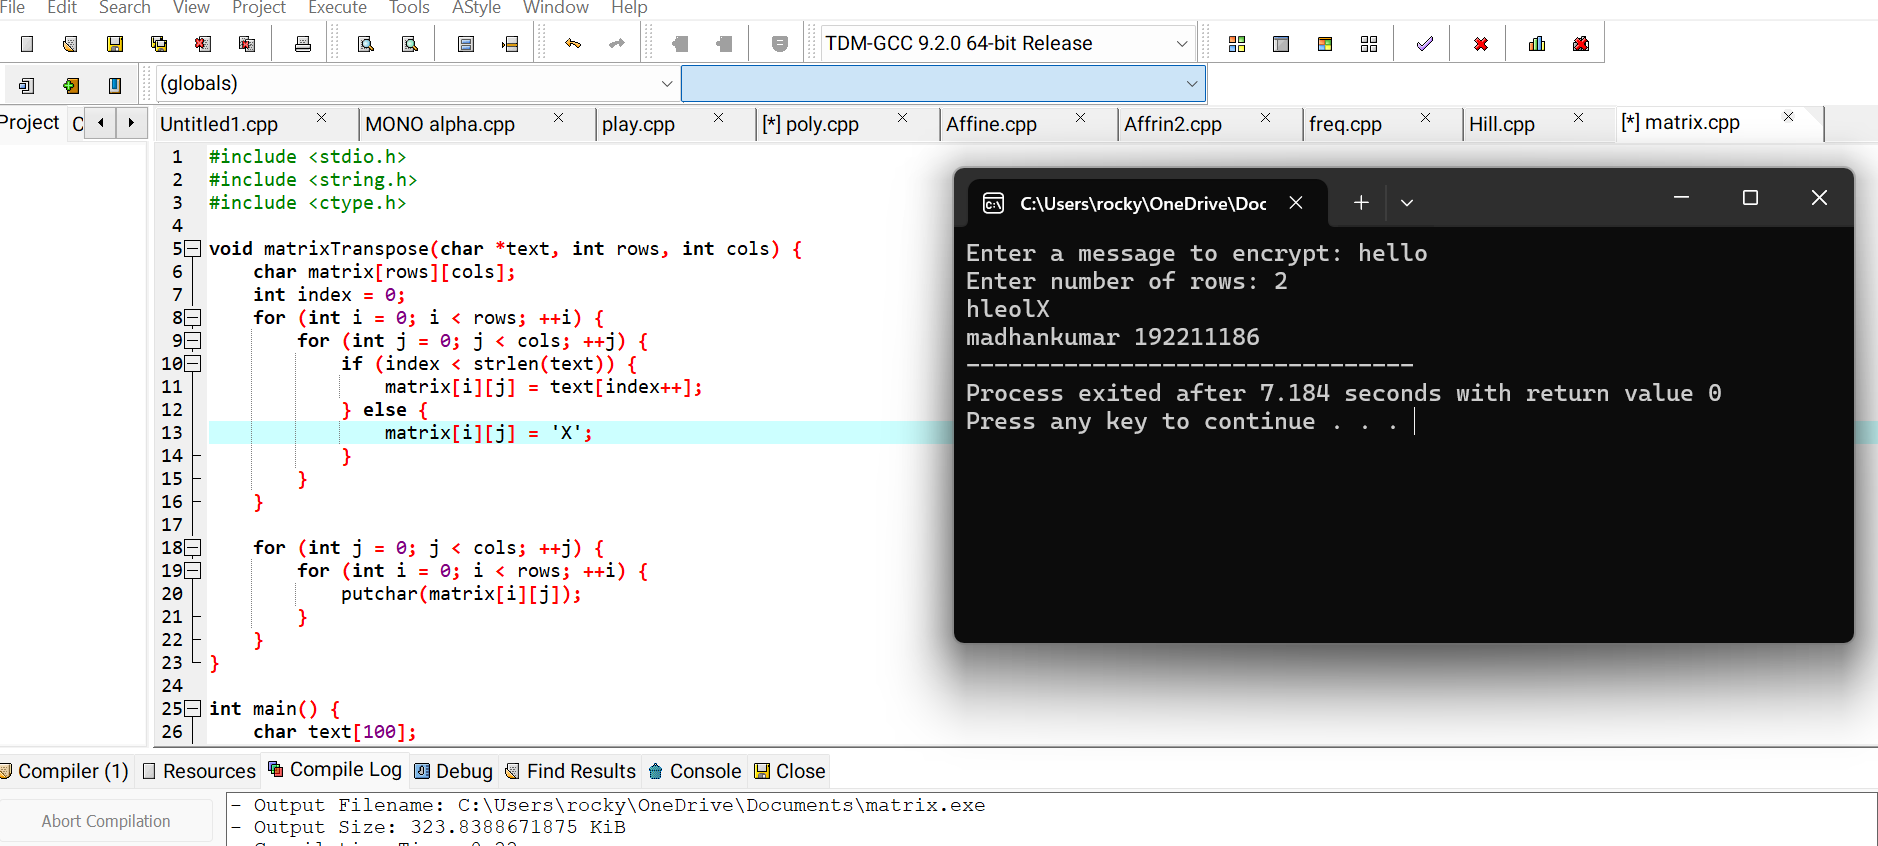 File Edit Search View Project Execute Tools AStyle Window Help
TDM-GCC 9.2.0 64-bit Release
(globals)
Project C Untitled1.cpp MONO alpha.cpp play.cpp [*] poly.cpp Affine.cpp Affrin2.cpp freq.cpp Hill.cpp [*] matrix.cpp
1 #include <stdio.h>
2 #include <string.h>
3 #include <ctype.h>
4
5 void matrixTranspose(char *text, int rows, int cols) {
6 char matrix[rows][cols];
7 int index = 0;
8 for (int i = 0; i < rows; ++i) {
9 for (int j = 0; j < cols; ++j) {
10 if (index < strlen(text)) {
11 matrix[i][j] = text[index++];
12 } else {
13 matrix[i][j] = 'X';
14 }
15 }
16 }
17
18 for (int j = 0; j < cols; ++j) {
19 for (int i = 0; i < rows; ++i) {
20 putchar(matrix[i][j]);
21 }
22 }
23 }
24
25 int main() {
26 char text[100];
C:\Users\rocky\OneDrive\Doc
Enter a message to encrypt: hello
Enter number of rows: 2
hleolX
madhankumar 192211186
--------------------------------
Process exited after 7.184 seconds with return value 0
Press any key to continue . . .
Compiler (1) Resources Compile Log Debug Find Results Console Close
Abort Compilation
- Output Filename: C:\Users\rocky\OneDrive\Documents\matrix.exe
- Output Size: 323.8388671875 KiB